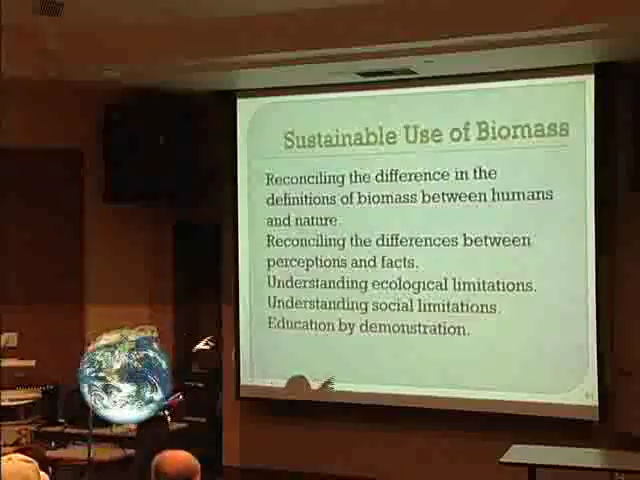 Sustainable Use of Biomass
Reconciling the difference in the
definitions of biomass between humans
and nature.
Reconciling the differences between
perceptions and facts.
Understanding ecological limitations.
Understanding social limitations.
Education by demonstration.